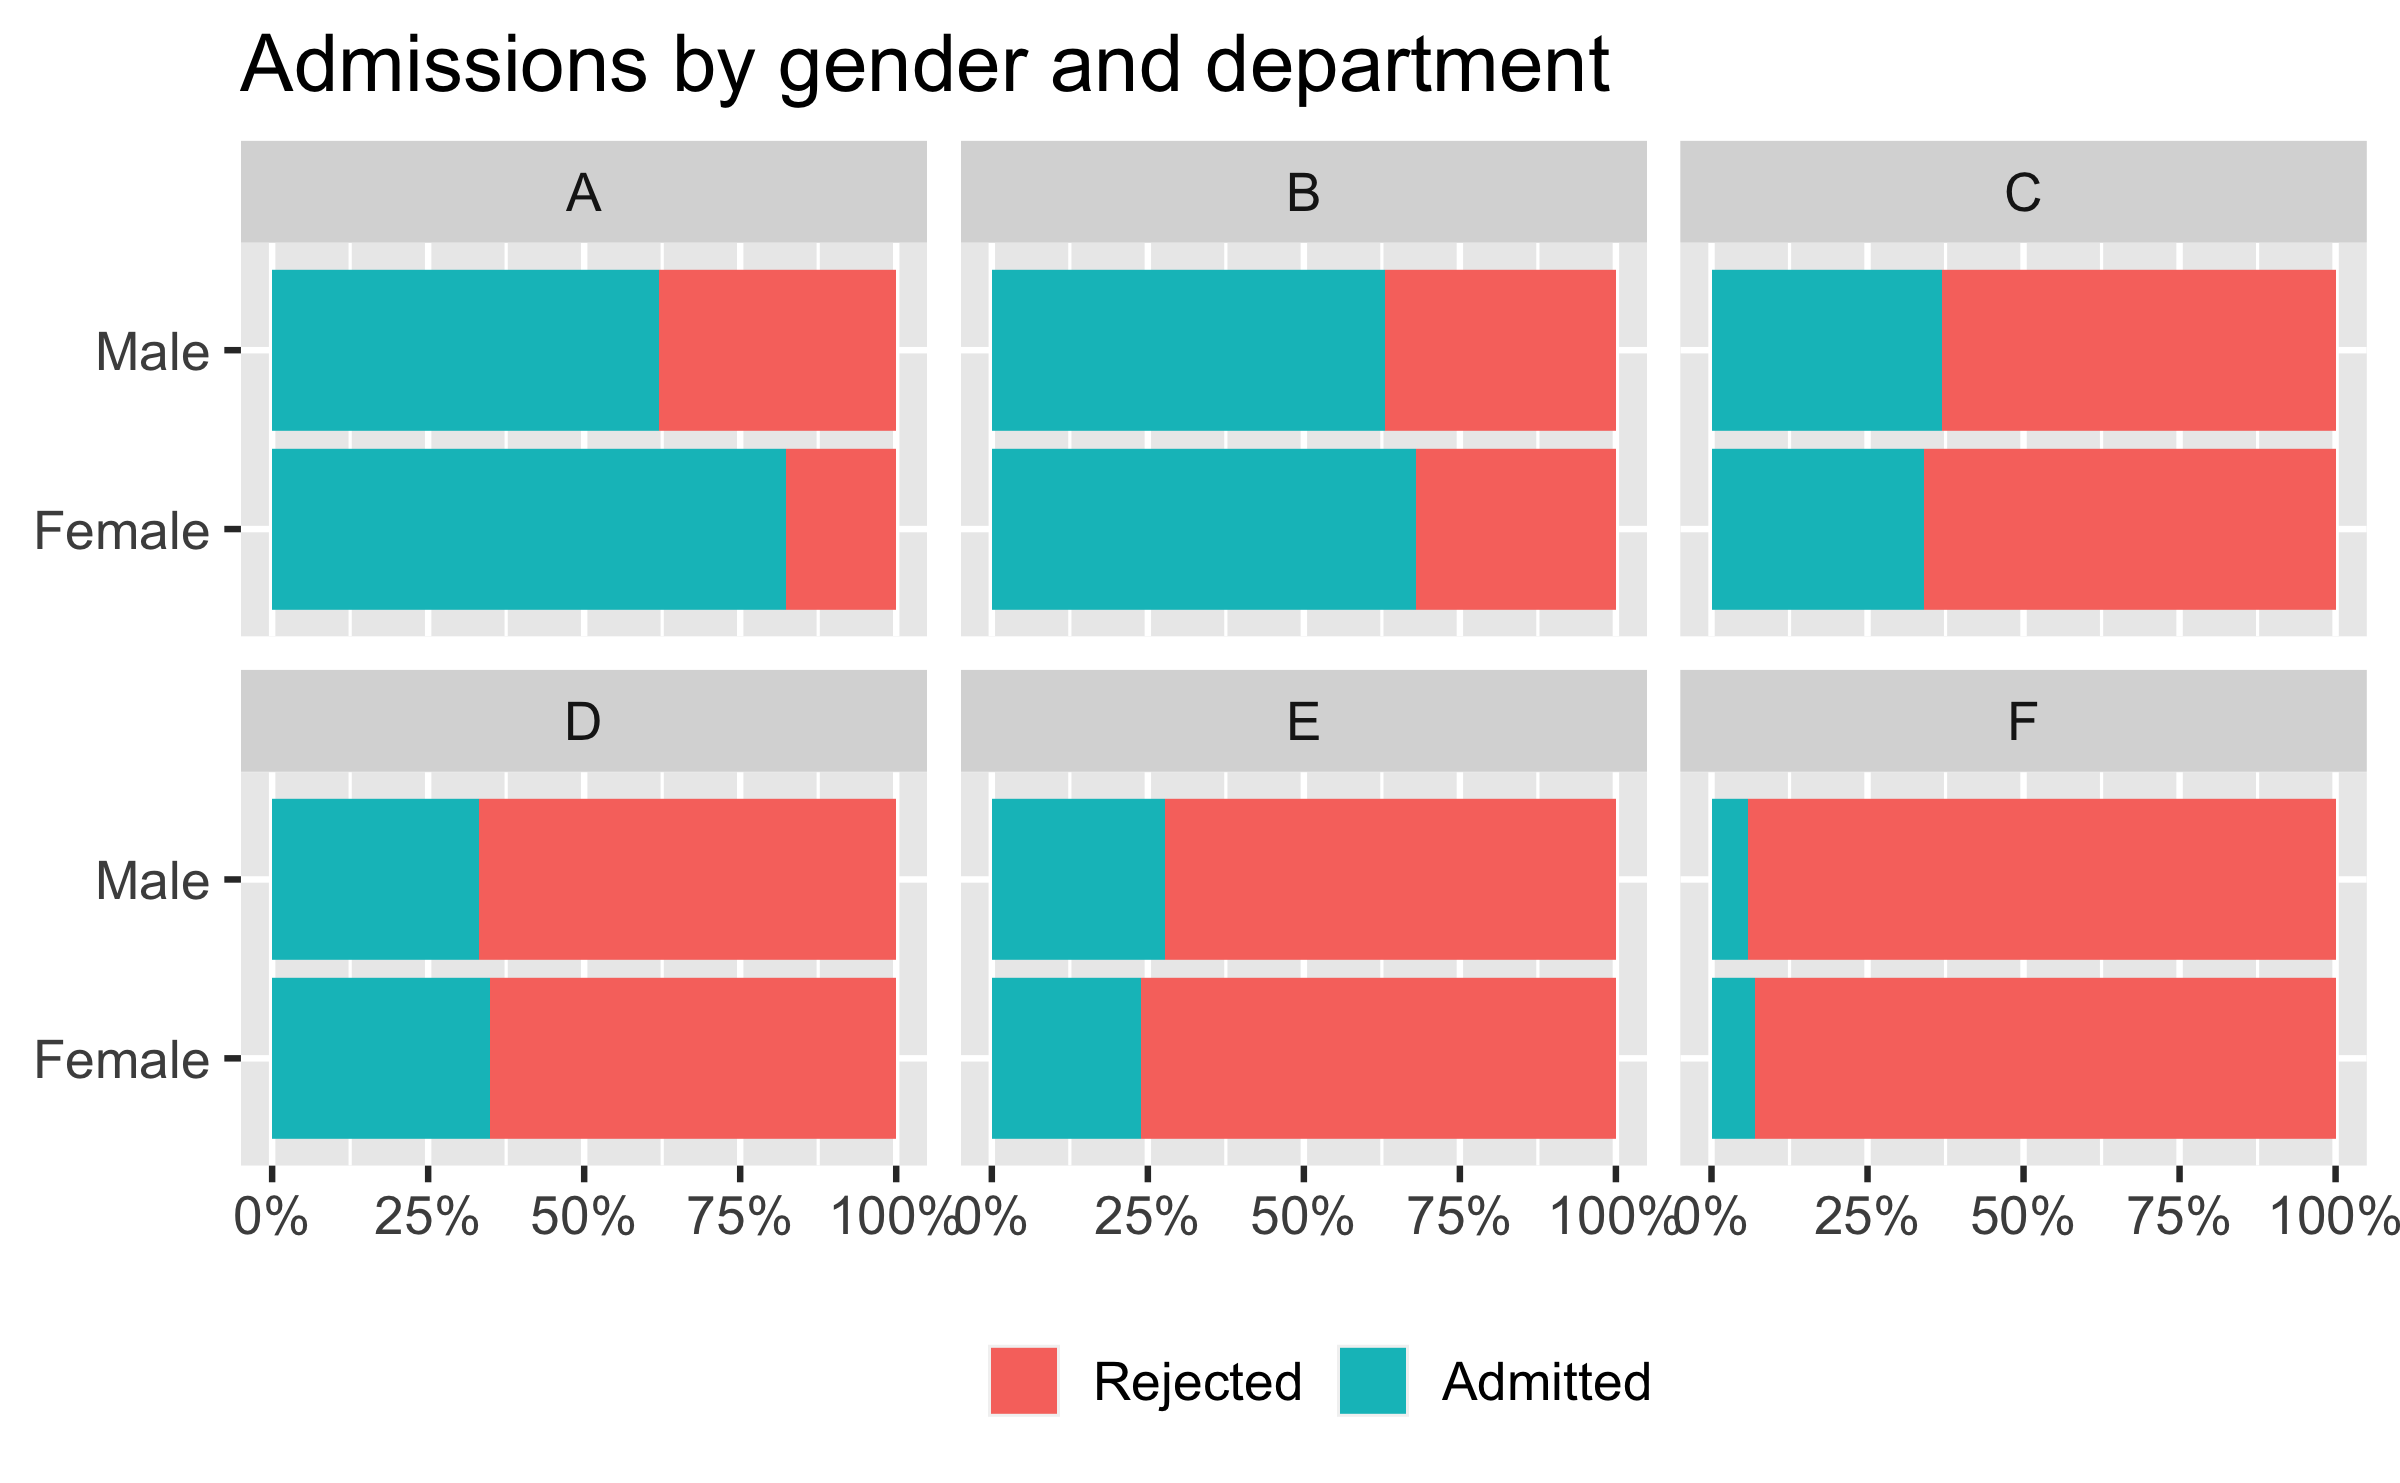 Admissions by gender and department
A B C
Male
Female
D E F
Male
Female
0% 25% 50% 75% 100% 0% 25% 50% 75% 100% 0% 25% 50% 75% 100%
Rejected Admitted